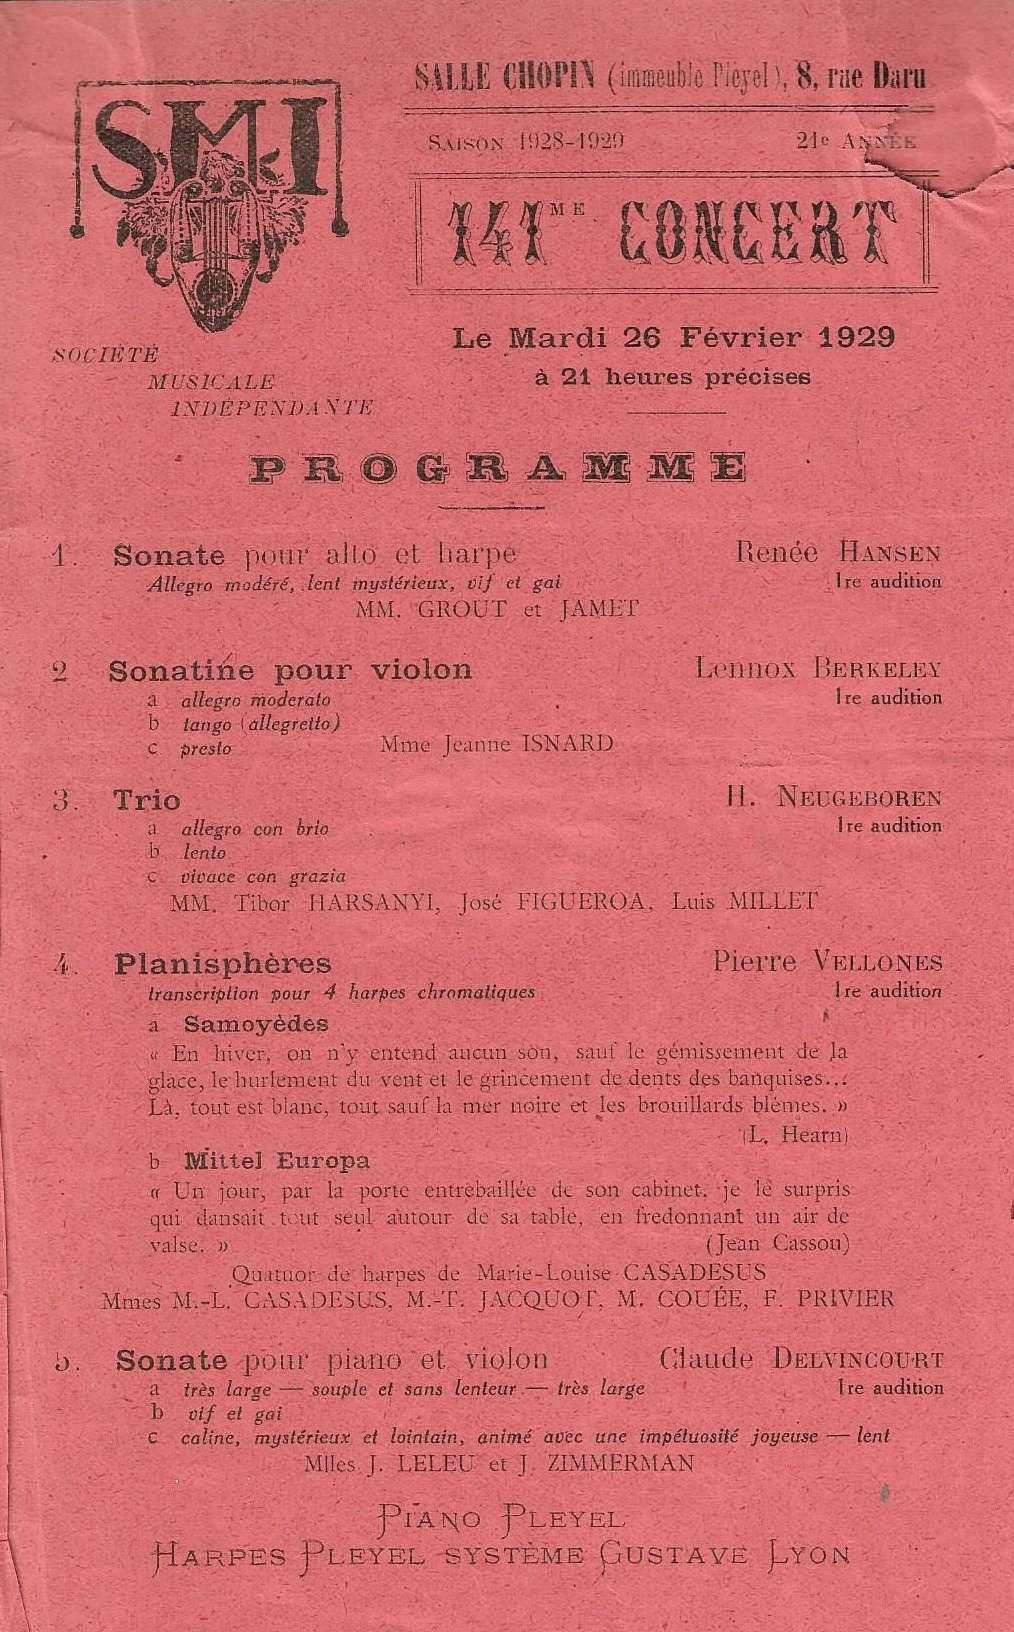 SMI
SOCIÉTÉ
MUSICALE
INDÉPENDANTE
SALLE CHOPIN (immeuble Pleyel), 8, rue Daru
SAISON 1928-1929 21e ANNÉE
141ME CONCERT
Le Mardi 26 Février 1929
à 21 heures précises
PROGRAMME
1. Sonate pour alto et harpe Renée HANSEN
Allegro modéré, lent mystérieux, vif et gai 1re audition
MM. GROUT et JAMET
2 Sonatine pour violon Lennox BERKELEY
a allegro moderato 1re audition
b tango (allegretto)
c presto Mme Jeanne ISNARD
3. Trio H. NEUGEBOREN
a allegro con brio 1re audition
b lento
c vivace con grazia
MM. Tibor HARSANYI, José FIGUEROA, Luis MILLET
4. Planisphères Pierre VELLONES
transcription pour 4 harpes chromatiques 1re audition
a Samoyèdes
« En hiver, on n'y entend aucun son, sauf le gémissement de la
glace, le hurlement du vent et le grincement de dents des banquises...
Là, tout est blanc, tout sauf la mer noire et les brouillards blêmes. »
(L. Hearn)
b Mittel Europa
« Un jour, par la porte entrebaillée de son cabinet, je le surpris
qui dansait tout seul autour de sa table, en fredonnant un air de
valse. » (Jean Cassou)
Quatuor de harpes de Marie-Louise CASADESUS
Mmes M.-L. CASADESUS, M.-T. JACQUOT, M. COUÉE, F. PRIVIER
5. Sonate pour piano et violon Claude DELVINCOURT
a très large — souple et sans lenteur — très large 1re audition
b vif et gai
c caline, mystérieux et lointain, animé avec une impétuosité joyeuse — lent
Mlles J. LELEU et J. ZIMMERMAN
PIANO PLEYEL
HARPES PLEYEL SYSTÈME GUSTAVE LYON